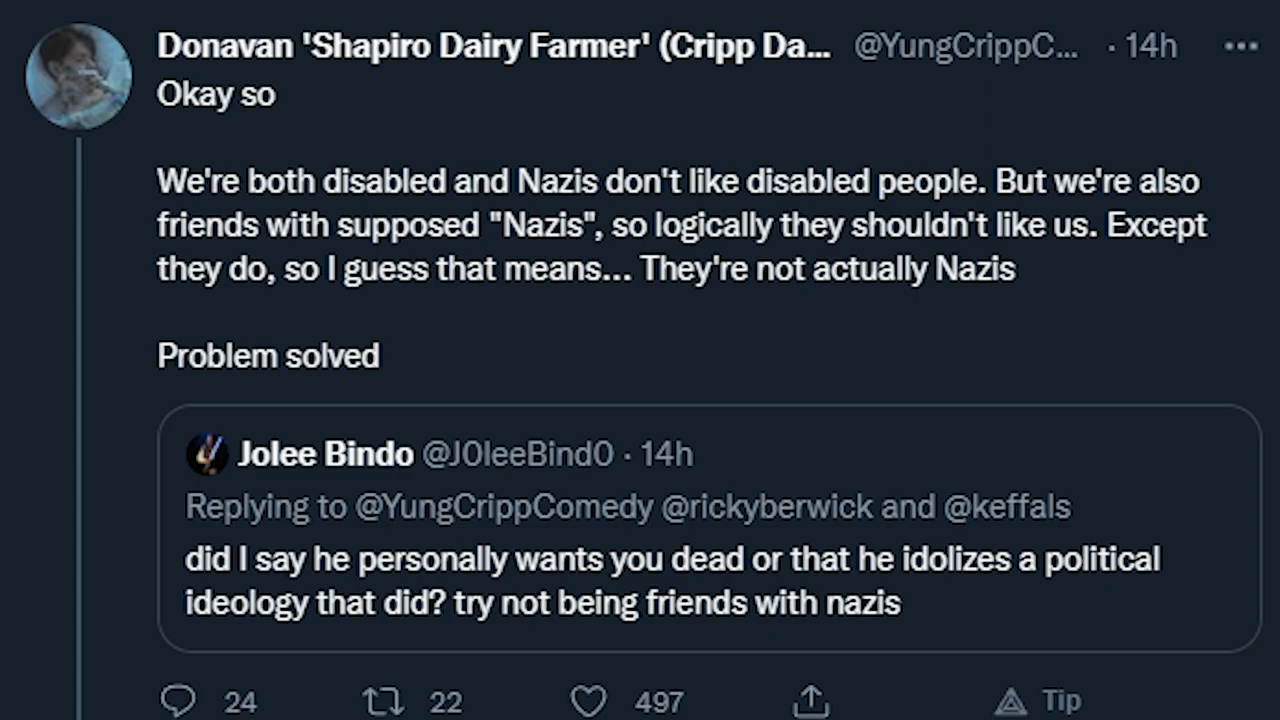 Donavan 'Shapiro Dairy Farmer' (Cripp Da... @YungCrippC... · 14h
Okay so
We're both disabled and Nazis don't like disabled people. But we're also
friends with supposed "Nazis", so logically they shouldn't like us. Except
they do, so I guess that means... They're not actually Nazis
Problem solved
Jolee Bindo @J0leeBind0 · 14h
Replying to @YungCrippComedy @rickyberwick and @keffals
did I say he personally wants you dead or that he idolizes a political
ideology that did? try not being friends with nazis
24 22 497 Tip